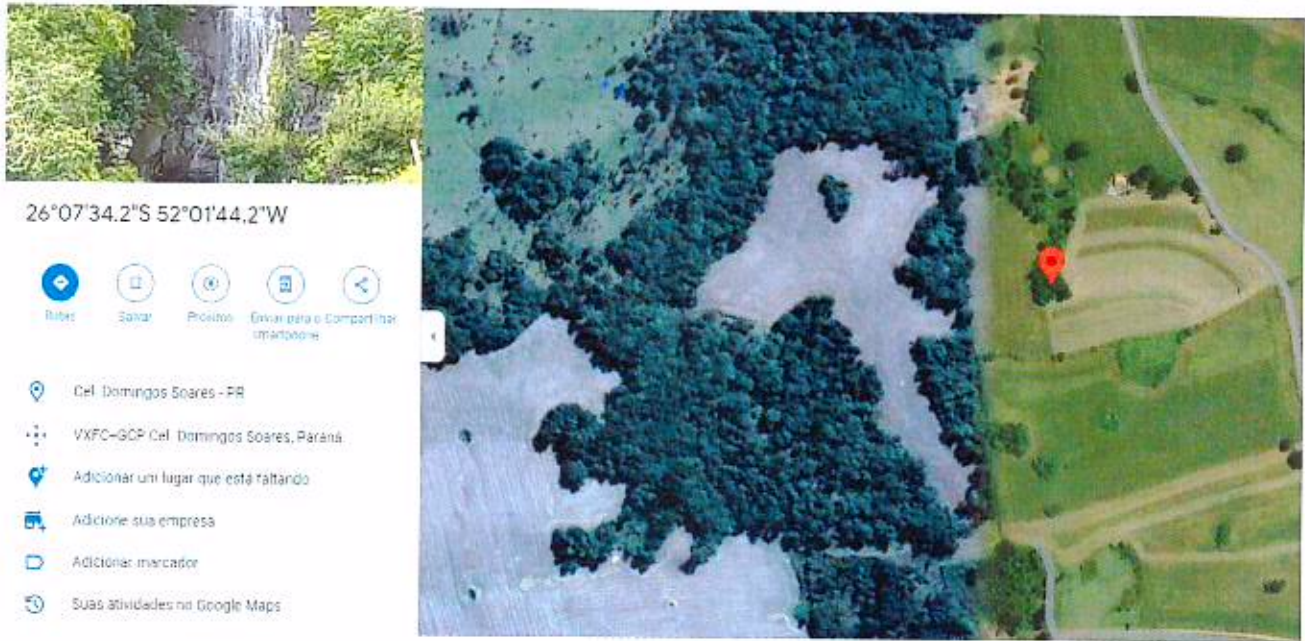 26°07'34.2"S 52°01'44.2"W
Rotas
Salvar
Próximo
Enviar para o smartphone
Compartilhar
Cel. Domingos Soares - PR
VXFC+GCP Cel. Domingos Soares, Paraná
Adicionar um lugar que está faltando
Adicione sua empresa
Adicionar marcador
Suas atividades no Google Maps